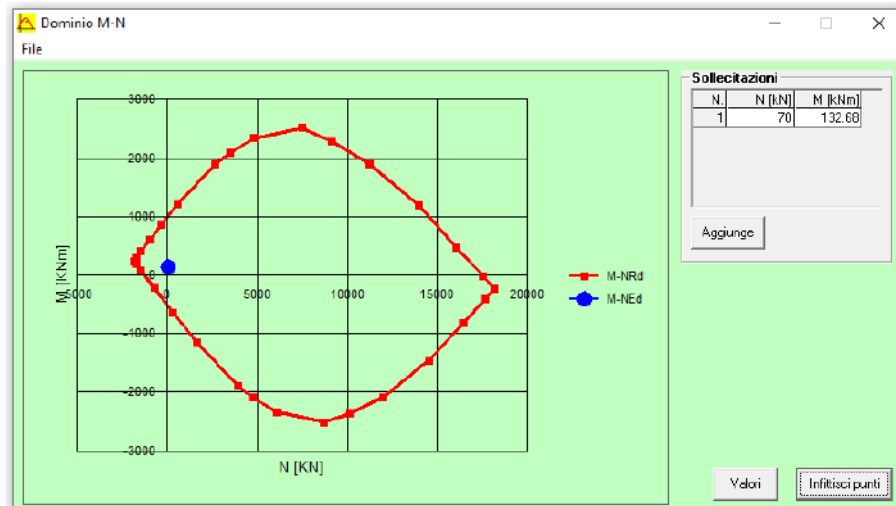 Dominio M-N
File
Sollecitazioni
N. N [kN] M [kNm]
1 70 132.68
Aggiunge
3000
2000
1000
0
-5000 0 5000 10000 15000 20000
-1000
-2000
-3000
M [KNm]
N [KN]
M-NRd
M-NEd
Valori
Infittisci punti